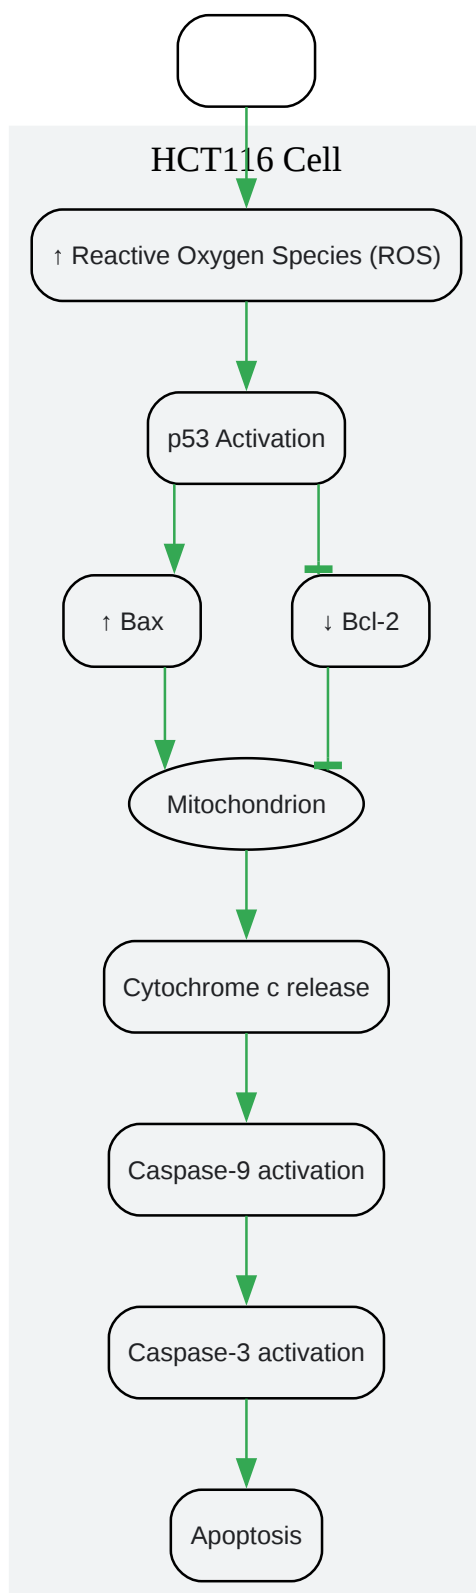 HCT116 Cell
↑ Reactive Oxygen Species (ROS)
p53 Activation
↑ Bax
↓ Bcl-2
Mitochondrion
Cytochrome c release
Caspase-9 activation
Caspase-3 activation
Apoptosis